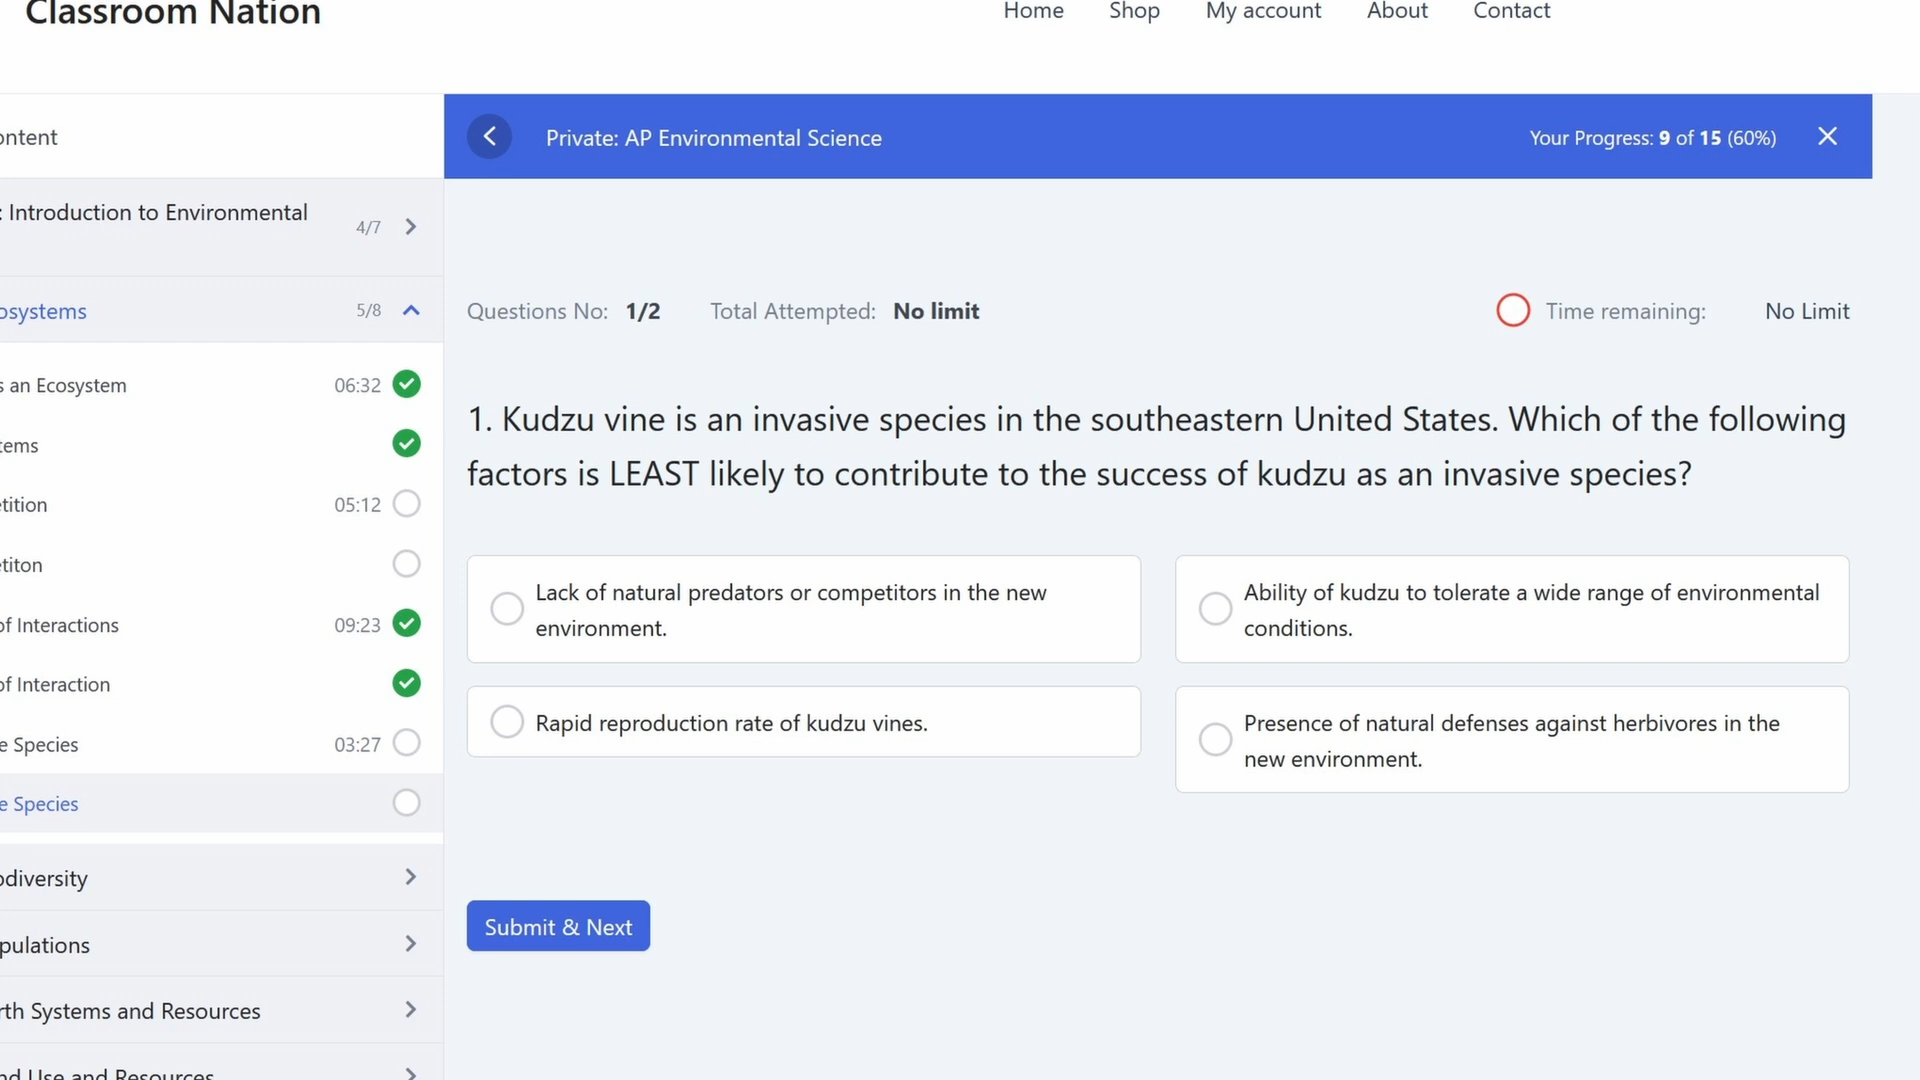 Classroom Nation
Home Shop My account About Contact
ontent
Private: AP Environmental Science
Your Progress: 9 of 15 (60%)
: Introduction to Environmental
4/7
osystems
5/8
s an Ecosystem
06:32
tems
etition
05:12
etiton
of Interactions
09:23
of Interaction
e Species
03:27
e Species
odiversity
pulations
rth Systems and Resources
nd Use and Resources
Questions No: 1/2 Total Attempted: No limit
Time remaining: No Limit
1. Kudzu vine is an invasive species in the southeastern United States. Which of the following
factors is LEAST likely to contribute to the success of kudzu as an invasive species?
Lack of natural predators or competitors in the new
environment.
Ability of kudzu to tolerate a wide range of environmental
conditions.
Rapid reproduction rate of kudzu vines.
Presence of natural defenses against herbivores in the
new environment.
Submit & Next